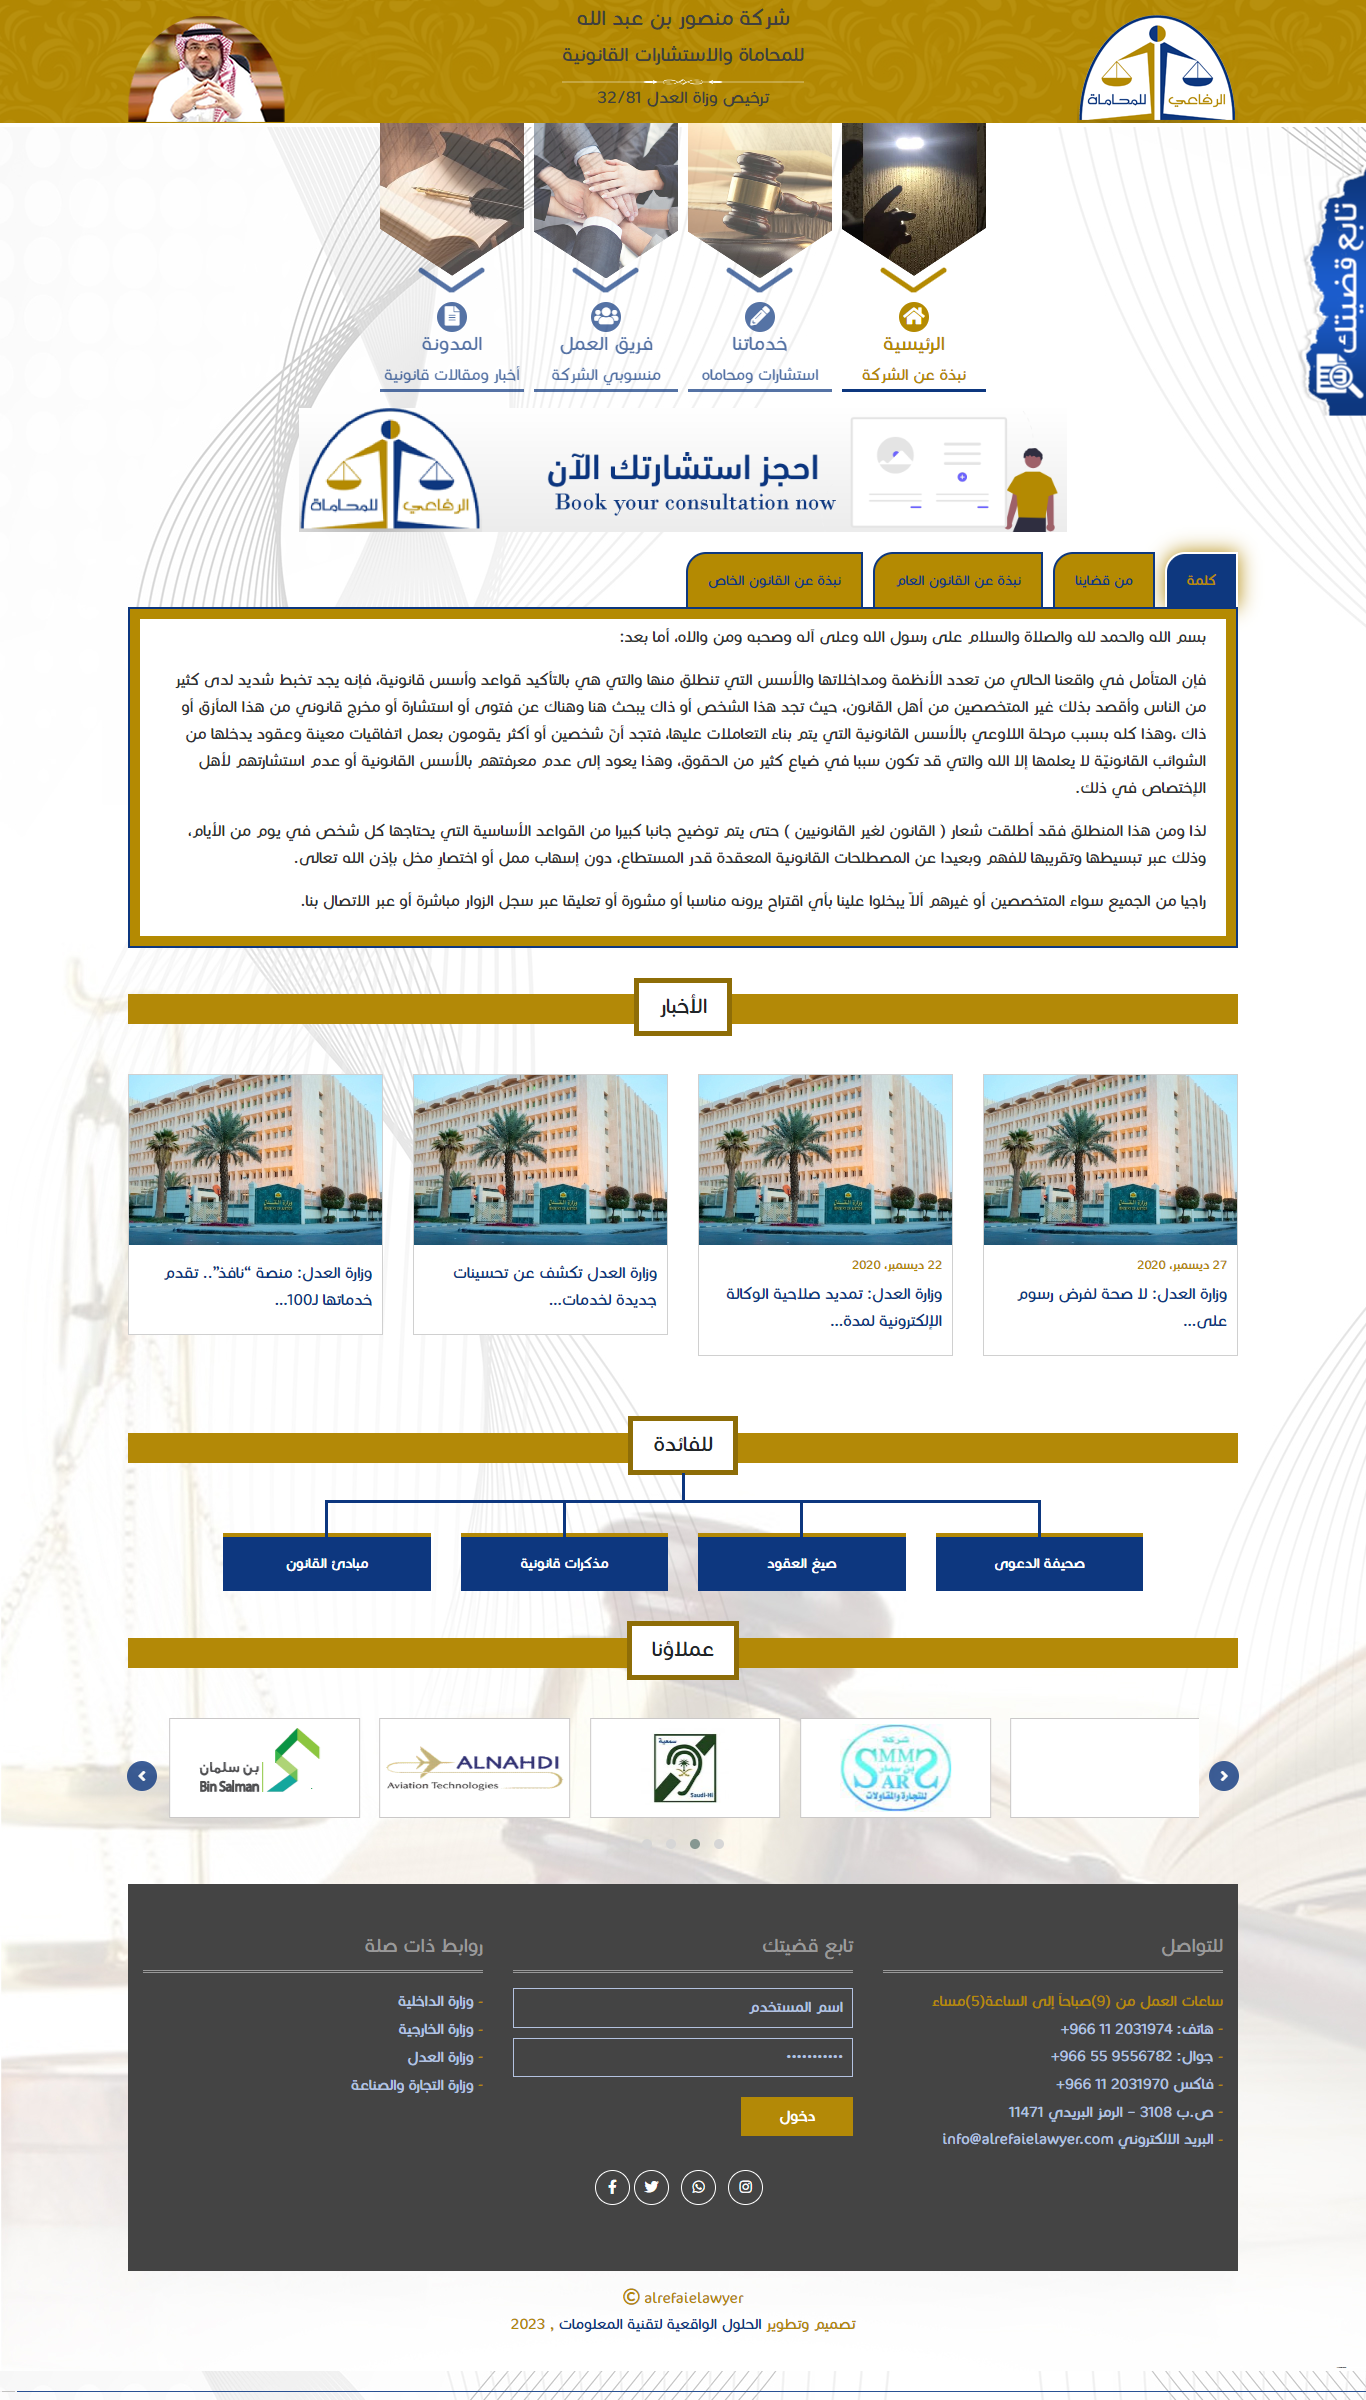 شركة منصور بن عبد الله
للمحاماة والاستشارات القانونية
ترخيص وزاة العدل 32/81
الرفاعي للمحاماة
تابع قضيتك
الرئيسية
نبذة عن الشركة
خدماتنا
استشارات ومحاماه
فريق العمل
منسوبي الشركة
المدونة
أخبار ومقالات قانونية
الرفاعي للمحاماة
احجز استشارتك الآن
Book your consultation now
كلمة
من قضاينا
نبذة عن القانون العام
نبذة عن القانون الخاص
بسم الله والحمد لله والصلاة والسلام على رسول الله وعلى آله وصحبه ومن والاه، أما بعد:
فإن المتأمل في واقعنا الحالي من تعدد الأنظمة ومداخلاتها والأسس التي تنطلق منها والتي هي بالتأكيد قواعد وأسس قانونية، فإنه يجد تخبط شديد لدى كثير
من الناس وأقصد بذلك غير المتخصصين من أهل القانون، حيث تجد هذا الشخص أو ذاك يبحث هنا وهناك عن فتوى أو استشارة أو مخرج قانوني من هذا المأزق أو
ذاك ،وهذا كله بسبب مرحلة اللاوعي بالأسس القانونية التي يتم بناء التعاملات عليها، فتجد أنّ شخصين أو أكثر يقومون بعمل اتفاقيات معينة وعقود يدخلها من
الشوائب القانونيّة لا يعلمها إلا الله والتي قد تكون سببا في ضياع كثير من الحقوق، وهذا يعود إلى عدم معرفتهم بالأسس القانونية أو عدم استشارتهم لأهل
الإختصاص في ذلك.
لذا ومن هذا المنطلق فقد أطلقت شعار ( القانون لغير القانونيين ) حتى يتم توضيح جانبا كبيرا من القواعد الأساسية التي يحتاجها كل شخص في يوم من الأيام،
وذلك عبر تبسيطها وتقريبها للفهم وبعيدا عن المصطلحات القانونية المعقدة قدر المستطاع، دون إسهاب ممل أو اختصارٍ مخل بإذن الله تعالى.
راجيا من الجميع سواء المتخصصين أو غيرهم ألاّ يبخلوا علينا بأي اقتراح يرونه مناسبا أو مشورة أو تعليقا عبر سجل الزوار مباشرة أو عبر الاتصال بنا.
الأخبار
27 ديسمبر، 2020
وزارة العدل: لا صحة لفرض رسوم
على...
22 ديسمبر، 2020
وزارة العدل: تمديد صلاحية الوكالة
الإلكترونية لمدة...
وزارة العدل تكشف عن تحسينات
جديدة لخدمات...
وزارة العدل: منصة “نافذ”.. تقدم
خدماتها لـ100...
للفائدة
صحيفة الدعوى
صيغ العقود
مذكرات قانونية
مبادئ القانون
عملاؤنا
شركة
SMMS
بن سمار
ARS
للتجارة والمقاولات
سمعية
Saudi-HI
ALNAHDI
Aviation Technologies
بن سلمان
Bin Salman
للتواصل
ساعات العمل من (9)صباحاً إلى الساعة(5)مساء
- هاتف: 2031974 11 966+
- جوال: 9556782 55 966+
- فاكس 2031970 11 966+
- ص.ب 3108 – الرمز البريدي 11471
- البريد الالكتروني info@alrefaielawyer.com
تابع قضيتك
اسم المستخدم
دخول
روابط ذات صلة
- وزارة الداخلية
- وزارة الخارجية
- وزارة العدل
- وزارة التجارة والصناعة
© alrefaielawyer
تصميم وتطوير الحلول الواقعية لتقنية المعلومات , 2023